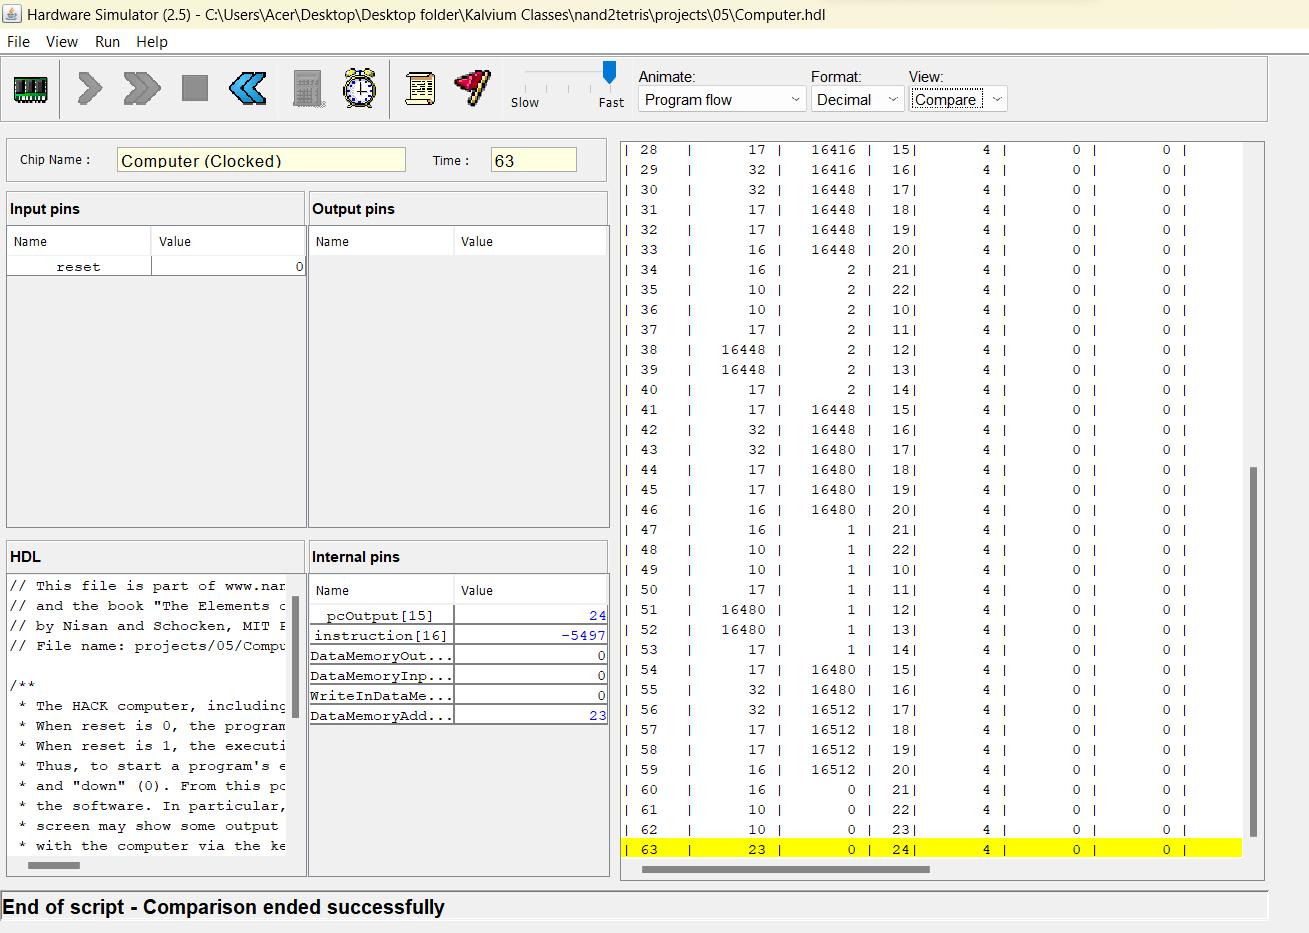 Hardware Simulator (2.5) - C:\Users\Acer\Desktop\Desktop folder\Kalvium Classes\nand2tetris\projects\05\Computer.hdl
File View Run Help
Slow Fast
Animate: Format: View:
Program flow Decimal Compare
Chip Name : Computer (Clocked) Time : 63
Input pins
Name Value
reset 0
Output pins
Name Value
HDL
// This file is part of www.nan
// and the book "The Elements o
// by Nisan and Schocken, MIT P
// File name: projects/05/Compu
/**
* The HACK computer, including
* When reset is 0, the program
* When reset is 1, the executi
* Thus, to start a program's e
* and "down" (0). From this po
* the software. In particular,
* screen may show some output
* with the computer via the ke
Internal pins
Name Value
pcOutput[15] 24
instruction[16] -5497
DataMemoryOut... 0
DataMemoryInp... 0
WriteInDataMe... 0
DataMemoryAdd... 23
| 28 | 17 | 16416 | 15| 4 | 0 | 0 |
| 29 | 32 | 16416 | 16| 4 | 0 | 0 |
| 30 | 32 | 16448 | 17| 4 | 0 | 0 |
| 31 | 17 | 16448 | 18| 4 | 0 | 0 |
| 32 | 17 | 16448 | 19| 4 | 0 | 0 |
| 33 | 16 | 16448 | 20| 4 | 0 | 0 |
| 34 | 16 | 2 | 21| 4 | 0 | 0 |
| 35 | 10 | 2 | 22| 4 | 0 | 0 |
| 36 | 10 | 2 | 10| 4 | 0 | 0 |
| 37 | 17 | 2 | 11| 4 | 0 | 0 |
| 38 | 16448 | 2 | 12| 4 | 0 | 0 |
| 39 | 16448 | 2 | 13| 4 | 0 | 0 |
| 40 | 17 | 2 | 14| 4 | 0 | 0 |
| 41 | 17 | 16448 | 15| 4 | 0 | 0 |
| 42 | 32 | 16448 | 16| 4 | 0 | 0 |
| 43 | 32 | 16480 | 17| 4 | 0 | 0 |
| 44 | 17 | 16480 | 18| 4 | 0 | 0 |
| 45 | 17 | 16480 | 19| 4 | 0 | 0 |
| 46 | 16 | 16480 | 20| 4 | 0 | 0 |
| 47 | 16 | 1 | 21| 4 | 0 | 0 |
| 48 | 10 | 1 | 22| 4 | 0 | 0 |
| 49 | 10 | 1 | 10| 4 | 0 | 0 |
| 50 | 17 | 1 | 11| 4 | 0 | 0 |
| 51 | 16480 | 1 | 12| 4 | 0 | 0 |
| 52 | 16480 | 1 | 13| 4 | 0 | 0 |
| 53 | 17 | 1 | 14| 4 | 0 | 0 |
| 54 | 17 | 16480 | 15| 4 | 0 | 0 |
| 55 | 32 | 16480 | 16| 4 | 0 | 0 |
| 56 | 32 | 16512 | 17| 4 | 0 | 0 |
| 57 | 17 | 16512 | 18| 4 | 0 | 0 |
| 58 | 17 | 16512 | 19| 4 | 0 | 0 |
| 59 | 16 | 16512 | 20| 4 | 0 | 0 |
| 60 | 16 | 0 | 21| 4 | 0 | 0 |
| 61 | 10 | 0 | 22| 4 | 0 | 0 |
| 62 | 10 | 0 | 23| 4 | 0 | 0 |
| 63 | 23 | 0 | 24| 4 | 0 | 0 |
End of script - Comparison ended successfully